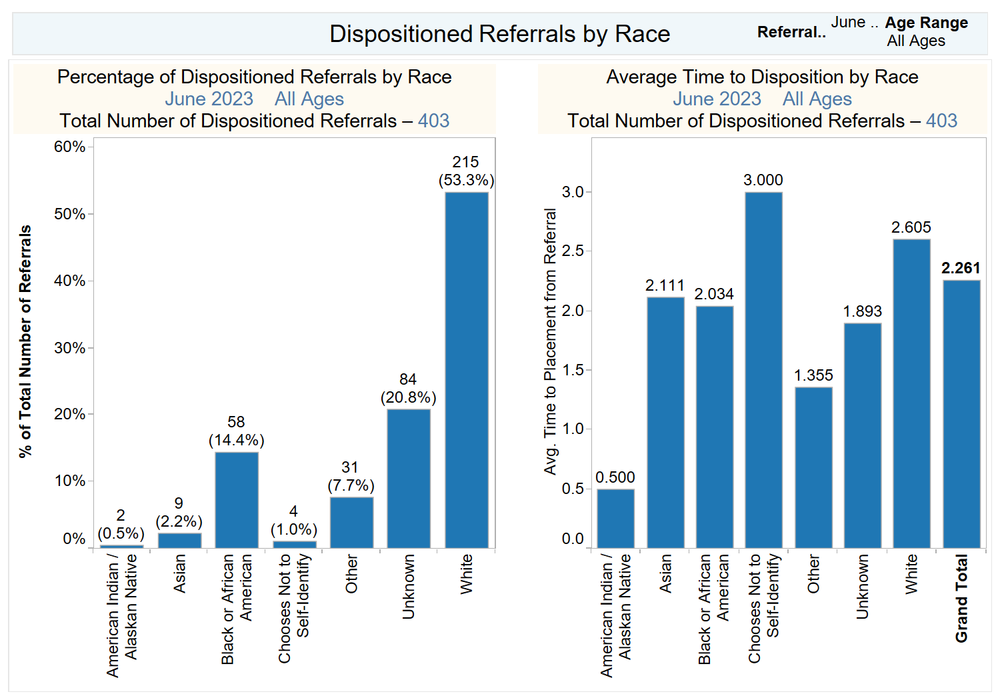 Dispositioned Referrals by Race
Referral..
June ..
Age Range
All Ages
Percentage of Dispositioned Referrals by Race
June 2023 All Ages
Total Number of Dispositioned Referrals – 403
% of Total Number of Referrals
60%
50%
40%
30%
20%
10%
0%
2
(0.5%)
9
(2.2%)
58
(14.4%)
4
(1.0%)
31
(7.7%)
84
(20.8%)
215
(53.3%)
American Indian /
Alaskan Native
Asian
Black or African
American
Chooses Not to
Self-Identify
Other
Unknown
White
Average Time to Disposition by Race
June 2023 All Ages
Total Number of Dispositioned Referrals – 403
Avg. Time to Placement from Referral
3.0
2.5
2.0
1.5
1.0
0.5
0.0
0.500
2.111
2.034
3.000
1.355
1.893
2.605
2.261
American Indian /
Alaskan Native
Asian
Black or African
American
Chooses Not to
Self-Identify
Other
Unknown
White
Grand Total